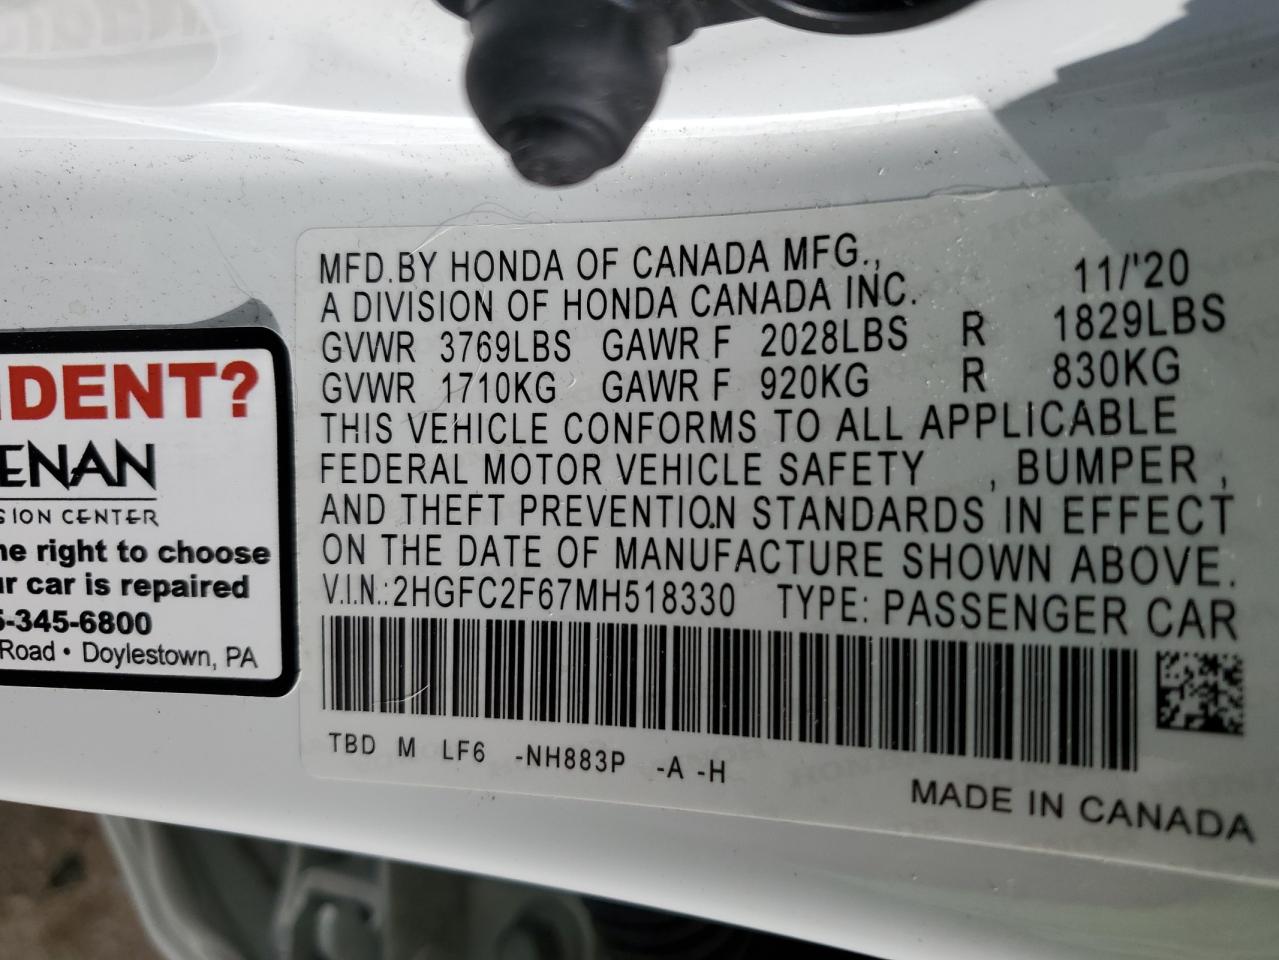 MFD.BY HONDA OF CANADA MFG.,
A DIVISION OF HONDA CANADA INC. 11/'20
GVWR 3769LBS GAWR F 2028LBS R 1829LBS
GVWR 1710KG GAWR F 920KG R 830KG
THIS VEHICLE CONFORMS TO ALL APPLICABLE
FEDERAL MOTOR VEHICLE SAFETY , BUMPER ,
AND THEFT PREVENTION STANDARDS IN EFFECT
ON THE DATE OF MANUFACTURE SHOWN ABOVE.
V.I.N.:2HGFC2F67MH518330 TYPE: PASSENGER CAR
TBD M LF6 -NH883P -A -H
MADE IN CANADA
DENT?
ENAN
SION CENTER
he right to choose
ur car is repaired
-345-6800
Road • Doylestown, PA